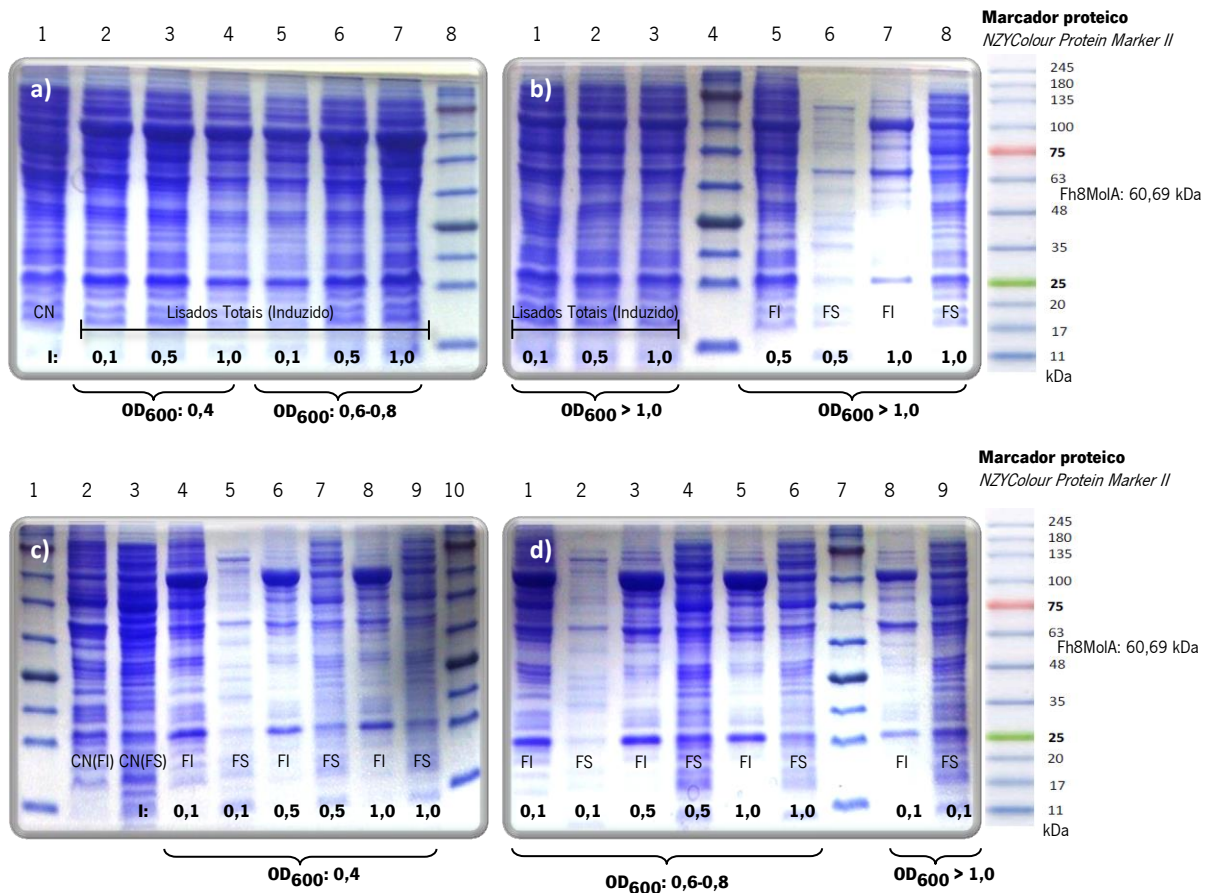 1 2 3 4 5 6 7 8
a)
CN
Lisados Totais (Induzido)
I: 0,1 0,5 1,0 0,1 0,5 1,0
OD600: 0,4 OD600: 0,6-0,8
1 2 3 4 5 6 7 8
b)
FI FS FI FS
Lisados Totais (Induzido)
0,1 0,5 1,0 0,5 0,5 1,0 1,0
OD600 > 1,0 OD600 > 1,0
Marcador proteico
NZYColour Protein Marker II
245
180
135
100
75
63
Fh8MolA: 60,69 kDa
48
35
25
20
17
11
kDa
1 2 3 4 5 6 7 8 9 10
c)
CN(FI) CN(FS) FI FS FI FS FI FS
I: 0,1 0,1 0,5 0,5 1,0 1,0
OD600: 0,4
1 2 3 4 5 6 7 8 9
d)
FI FS FI FS FI FS FI FS
0,1 0,1 0,5 0,5 1,0 1,0 0,1 0,1
OD600: 0,6-0,8 OD600 > 1,0
Marcador proteico
NZYColour Protein Marker II
245
180
135
100
75
63
Fh8MolA: 60,69 kDa
48
35
25
20
17
11
kDa